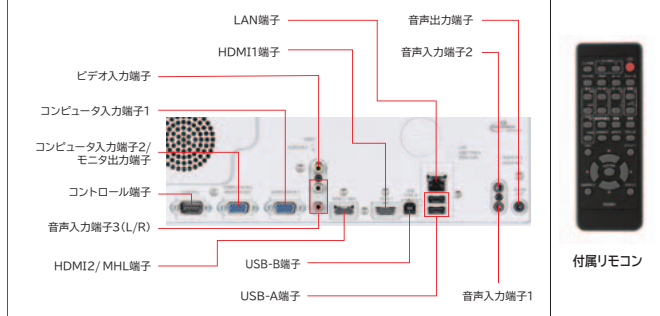 LAN端子
音声出力端子
HDMI1端子
音声入力端子2
ビデオ入力端子
コンピュータ入力端子1
コンピュータ入力端子2/
モニタ出力端子
コントロール端子
音声入力端子3(L/R)
HDMI2/ MHL端子
USB-B端子
USB-A端子
音声入力端子1
付属リモコン